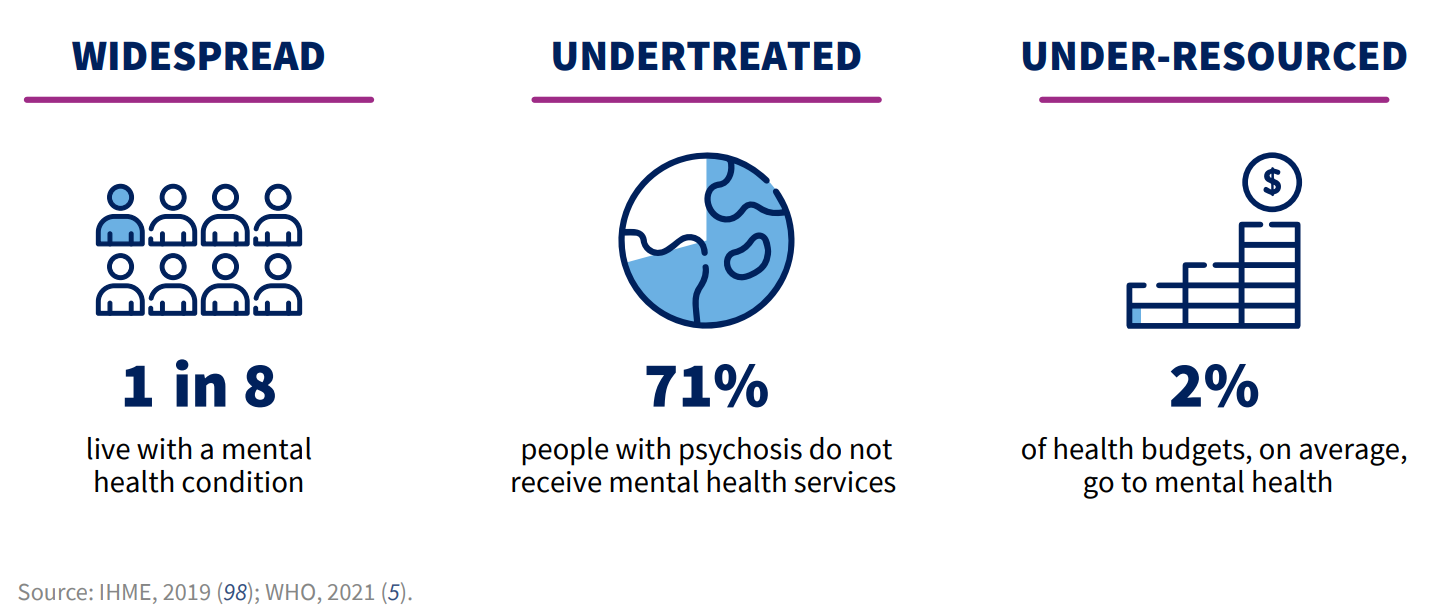 WIDESPREAD
UNDERTREATED
UNDER-RESOURCED
$
1 in 8
71%
2%
live with a mental
health condition
people with psychosis do not
receive mental health services
of health budgets, on average,
go to mental health
Source: IHME, 2019 (98); WHO, 2021 (5).